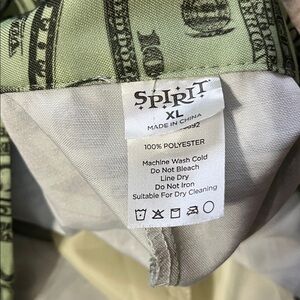 100
SPIRIT
XL
MADE IN CHINA
100% POLYESTER
Machine Wash Cold
Do Not Bleach
Line Dry
Do Not Iron
Suitable For Dry Cleaning